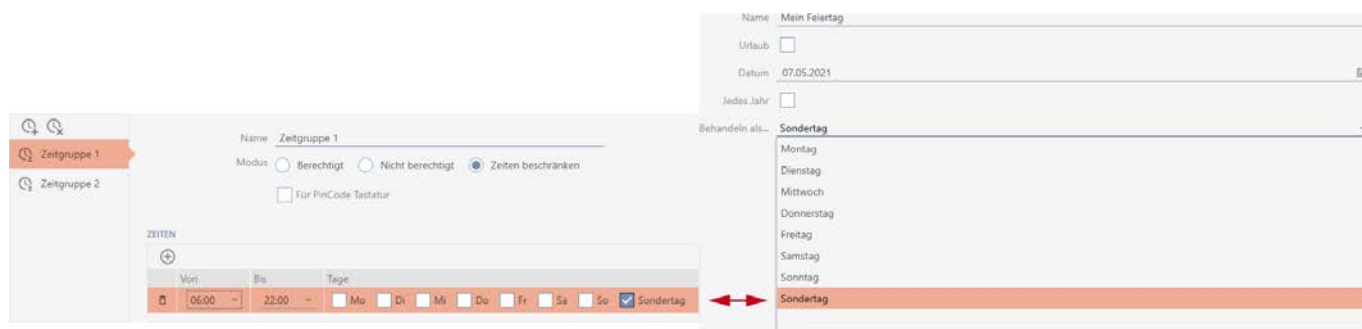 Zeitgruppe 1
Zeitgruppe 2
Name Zeitgruppe 1
Modus Berechtigt Nicht berechtigt Zeiten beschränken
Für PinCode Tastatur
ZEITEN
Von Bis Tage
06:00 22:00 Mo Di Mi Do Fr Sa So Sondertag
Name Mein Feiertag
Urlaub
Datum 07.05.2021
Jedes Jahr
Behandeln als... Sondertag
Montag
Dienstag
Mittwoch
Donnerstag
Freitag
Samstag
Sonntag
Sondertag